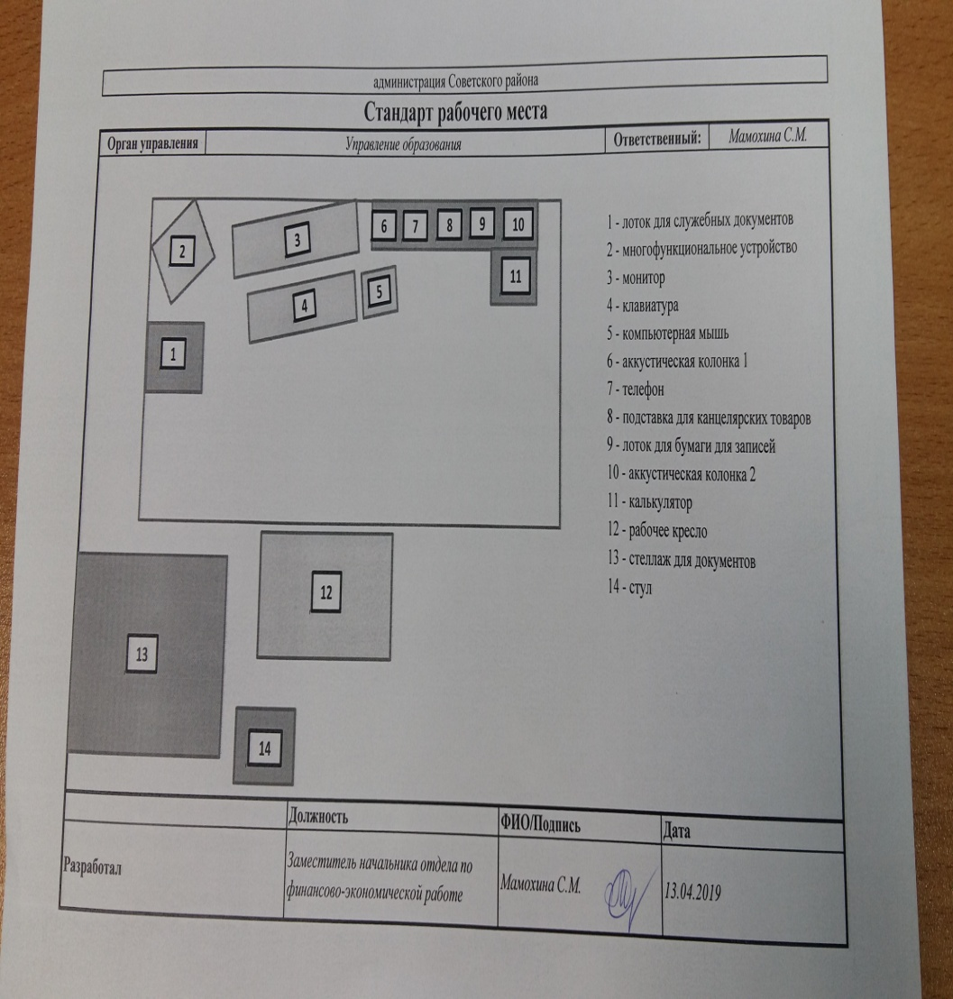 администрация Советского района
Стандарт рабочего места
Орган управления Управление образования Ответственный: Мамохина С.М.
1 - лоток для служебных документов
2 - многофункциональное устройство
3 - монитор
4 - клавиатура
5 - компьютерная мышь
6 - аккустическая колонка 1
7 - телефон
8 - подставка для канцелярских товаров
9 - лоток для бумаги для записей
10 - аккустическая колонка 2
11 - калькулятор
12 - рабочее кресло
13 - стеллаж для документов
14 - стул
2
3
6 7 8 9 10
11
4
5
1
12
13
14
Должность ФИО/Подпись Дата
Разработал Заместитель начальника отдела по финансово-экономической работе Мамохина С.М. 13.04.2019